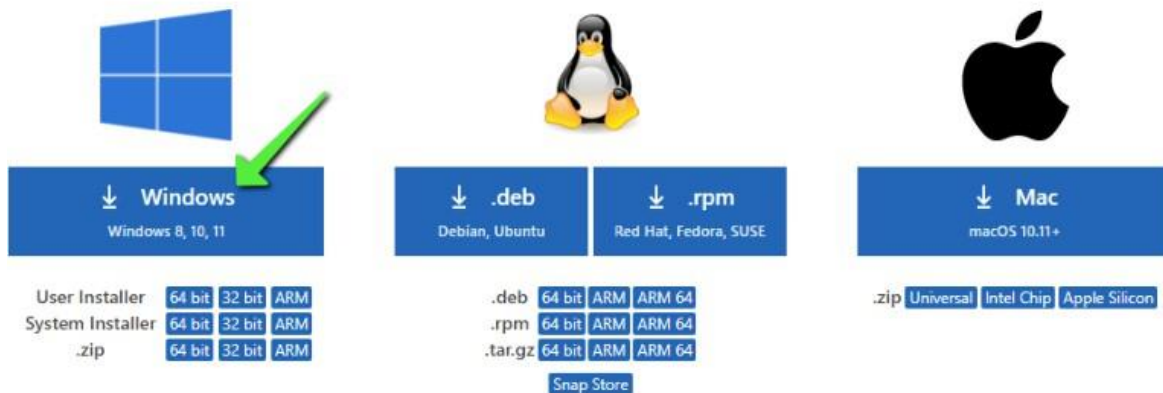 Windows
Windows 8, 10, 11
User Installer 64 bit 32 bit ARM
System Installer 64 bit 32 bit ARM
.zip 64 bit 32 bit ARM
.deb
Debian, Ubuntu
.rpm
Red Hat, Fedora, SUSE
.deb 64 bit ARM ARM 64
.rpm 64 bit ARM ARM 64
.tar.gz 64 bit ARM ARM 64
Snap Store
Mac
macOS 10.11+
.zip Universal Intel Chip Apple Silicon